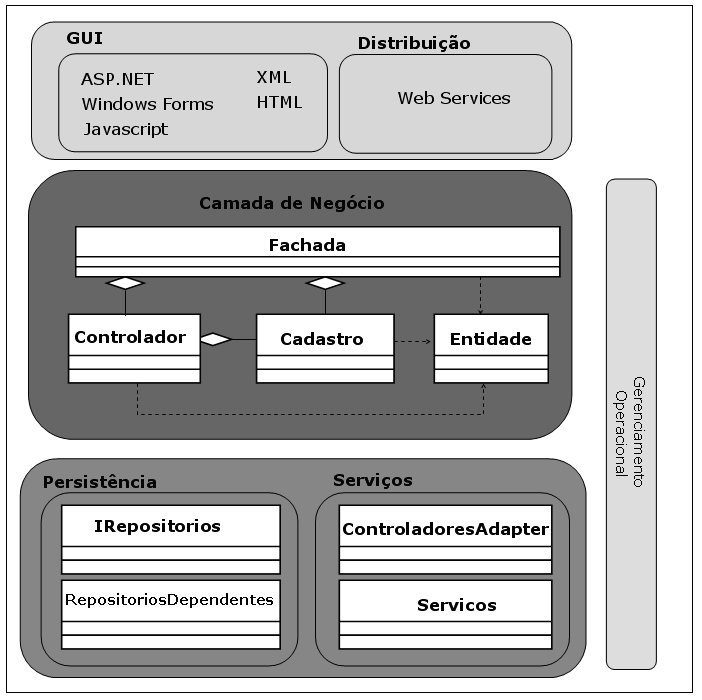 GUI
ASP.NET
Windows Forms
Javascript
XML
HTML
Distribuição
Web Services
Camada de Negócio
Fachada
Controlador
Cadastro
Entidade
Persistência
IRepositorios
RepositoriosDependentes
Serviços
ControladoresAdapter
Servicos
Gerenciamento
Operacional